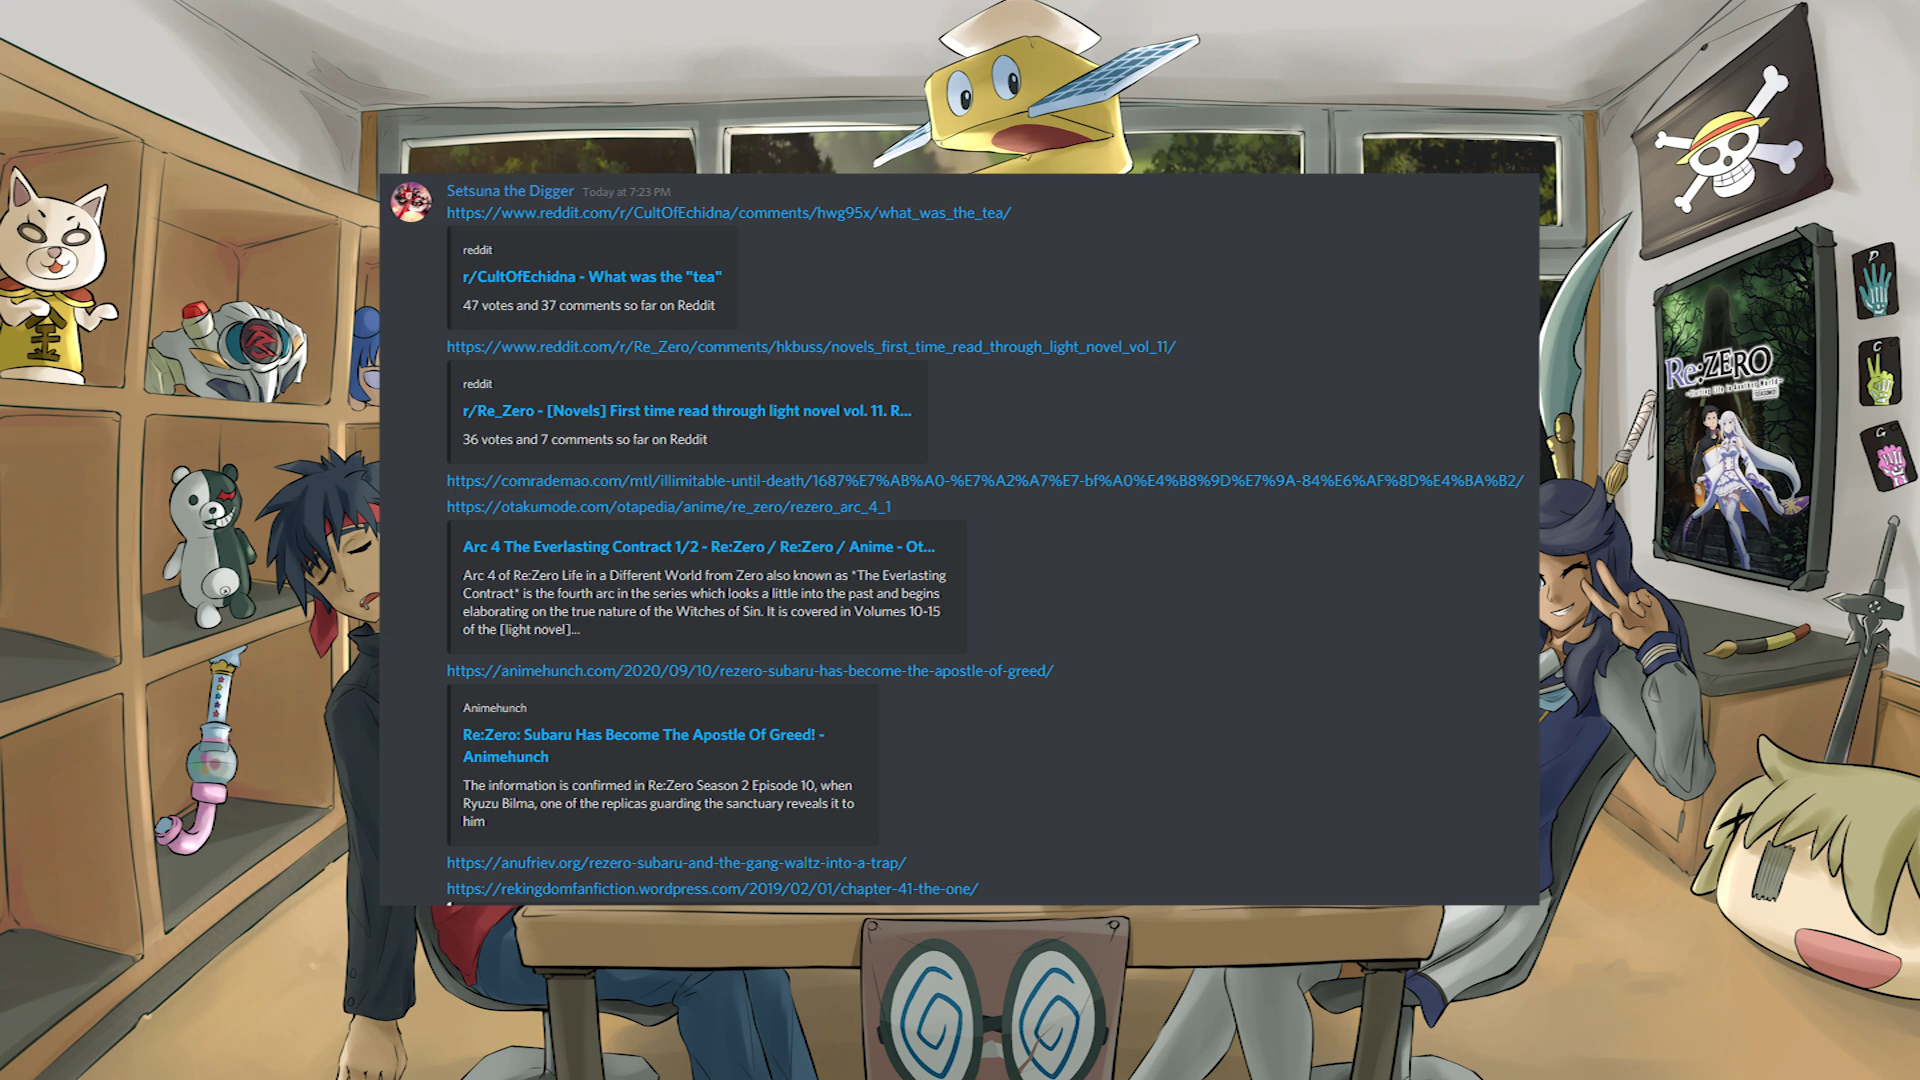 Setsuna the Digger Today at 7:23 PM
https://www.reddit.com/r/CultOfEchidna/comments/hwg95x/what_was_the_tea/
reddit
r/CultOfEchidna - What was the "tea"
47 votes and 37 comments so far on Reddit
https://www.reddit.com/r/Re_Zero/comments/hkbuss/novels_first_time_read_through_light_novel_vol_11/
reddit
r/Re_Zero - [Novels] First time read through light novel vol. 11. R...
36 votes and 7 comments so far on Reddit
https://comrademao.com/mtl/illimitable-until-death/1687%E7%AB%A0-%E7%A2%A7%E7-bf%A0%E4%B8%9D%E7%9A-84%E6%AF%8D%E4%BA%B2/
https://otakumode.com/otapedia/anime/re_zero/rezero_arc_4_1
Arc 4 The Everlasting Contract 1/2 - Re:Zero / Re:Zero / Anime - Ot...
Arc 4 of Re:Zero Life in a Different World from Zero also known as *The Everlasting
Contract* is the fourth arc in the series which looks a little into the past and begins
elaborating on the true nature of the Witches of Sin. It is covered in Volumes 10-15
of the [light novel]...
https://animehunch.com/2020/09/10/rezero-subaru-has-become-the-apostle-of-greed/
Animehunch
Re:Zero: Subaru Has Become The Apostle Of Greed! -
Animehunch
The information is confirmed in Re:Zero Season 2 Episode 10, when
Ryuzu Bilma, one of the replicas guarding the sanctuary reveals it to
him
https://anufriev.org/rezero-subaru-and-the-gang-waltz-into-a-trap/
https://rekingdomfanfiction.wordpress.com/2019/02/01/chapter-41-the-one/
金
Re:ZERO
-Starting Life in Another World-
P
C
G